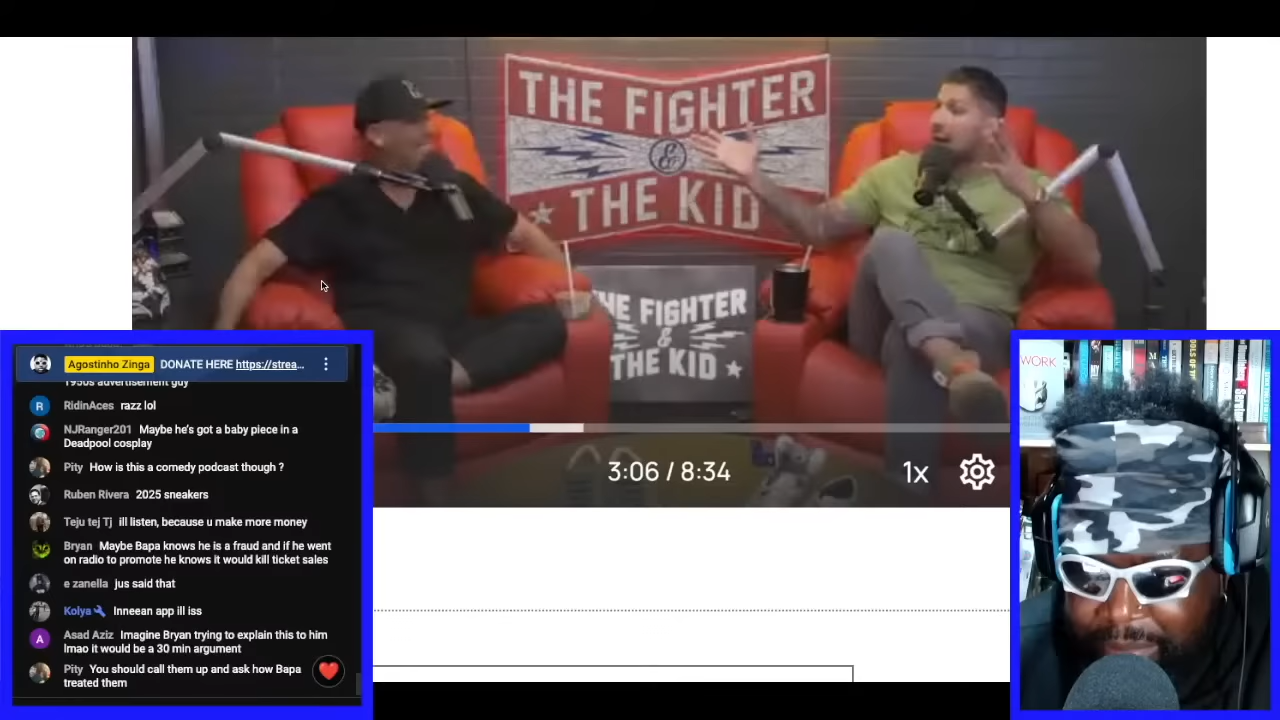 THE FIGHTER
&
THE KID
THE FIGHTER
&
THE KID
3:06 / 8:34
1x
Agostinho Zinga DONATE HERE https://strea...
1950s advertisement guy
R RidinAces razz lol
NJRanger201 Maybe he's got a baby piece in a
Deadpool cosplay
Pity How is this a comedy podcast though ?
Ruben Rivera 2025 sneakers
Teju tej Tj ill listen, because u make more money
Bryan Maybe Bapa knows he is a fraud and if he went
on radio to promote he knows it would kill ticket sales
e zanella jus said that
Koiya Inneean app ill iss
A Asad Aziz Imagine Bryan trying to explain this to him
lmao it would be a 30 min argument
Pity You should call them up and ask how Bapa
treated them
WORK